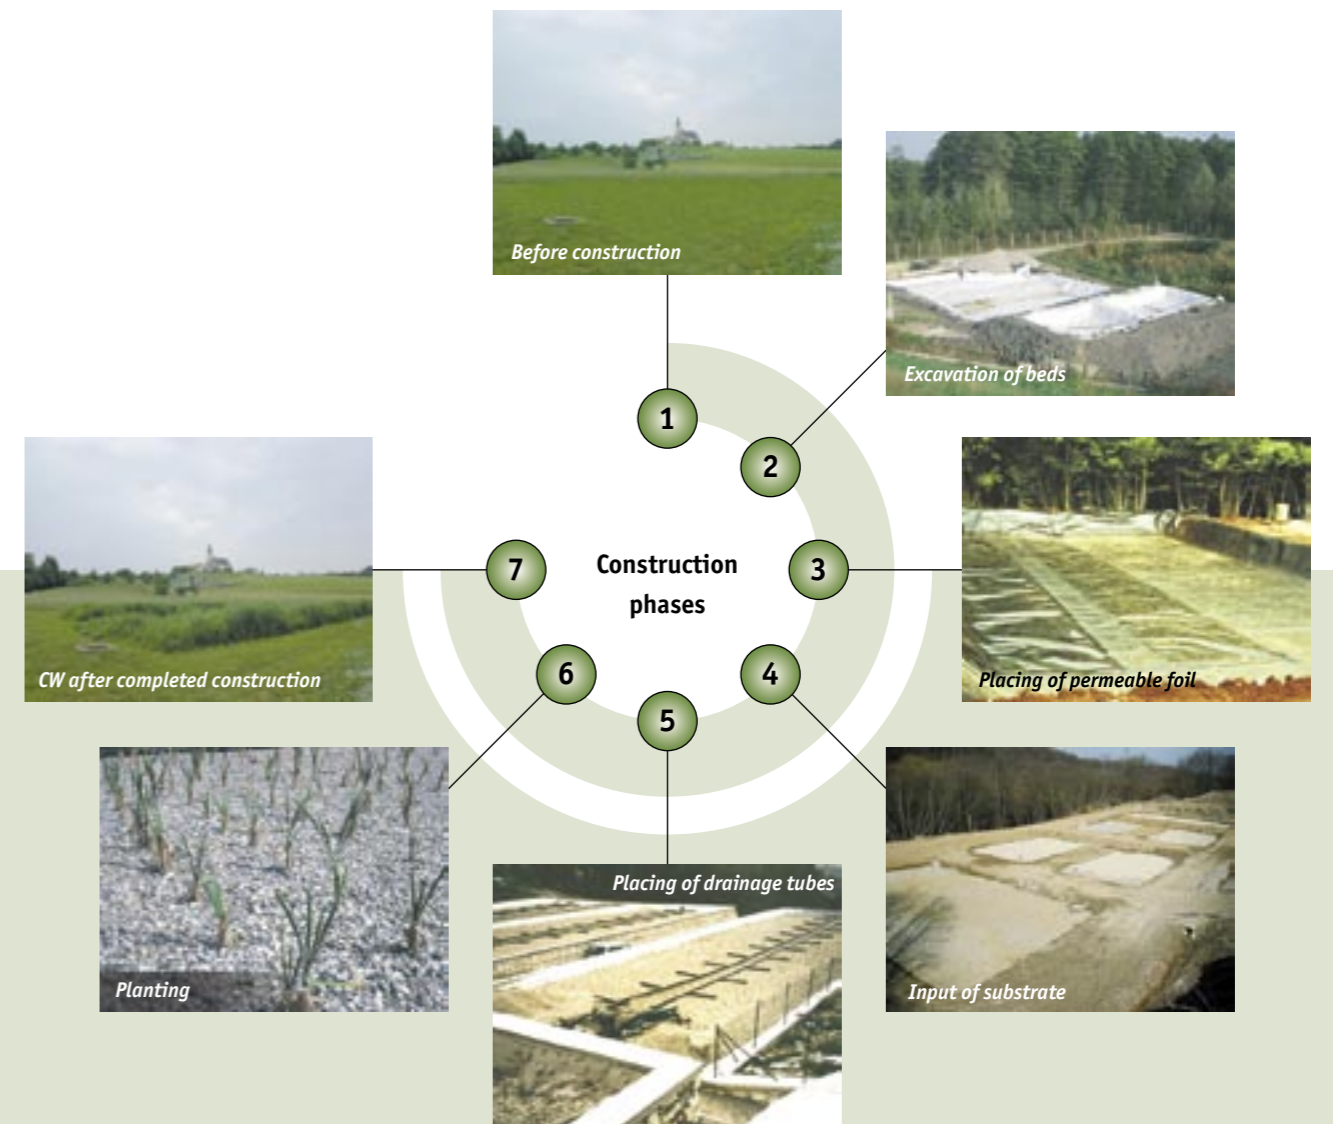 Before construction
Excavation of beds
1
2
Construction
phases
3
Placing of permeable foil
4
Input of substrate
5
Placing of drainage tubes
6
Planting
7
CW after completed construction